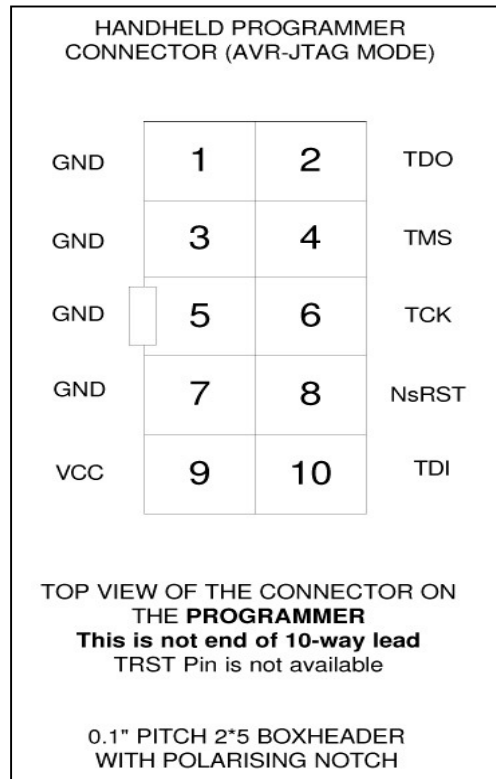 HANDHELD PROGRAMMER
CONNECTOR (AVR-JTAG MODE)
GND 1 2 TDO
GND 3 4 TMS
GND 5 6 TCK
GND 7 8 NsRST
VCC 9 10 TDI
TOP VIEW OF THE CONNECTOR ON
THE PROGRAMMER
This is not end of 10-way lead
TRST Pin is not available
0.1" PITCH 2*5 BOXHEADER
WITH POLARISING NOTCH